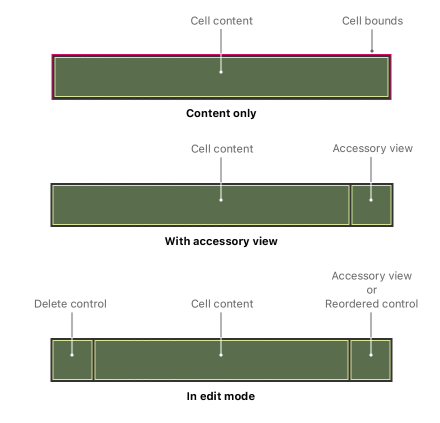 Cell content
Cell bounds
Content only
Cell content
Accessory view
With accessory view
Accessory view
or
Delete control
Cell content
Reordered control
In edit mode